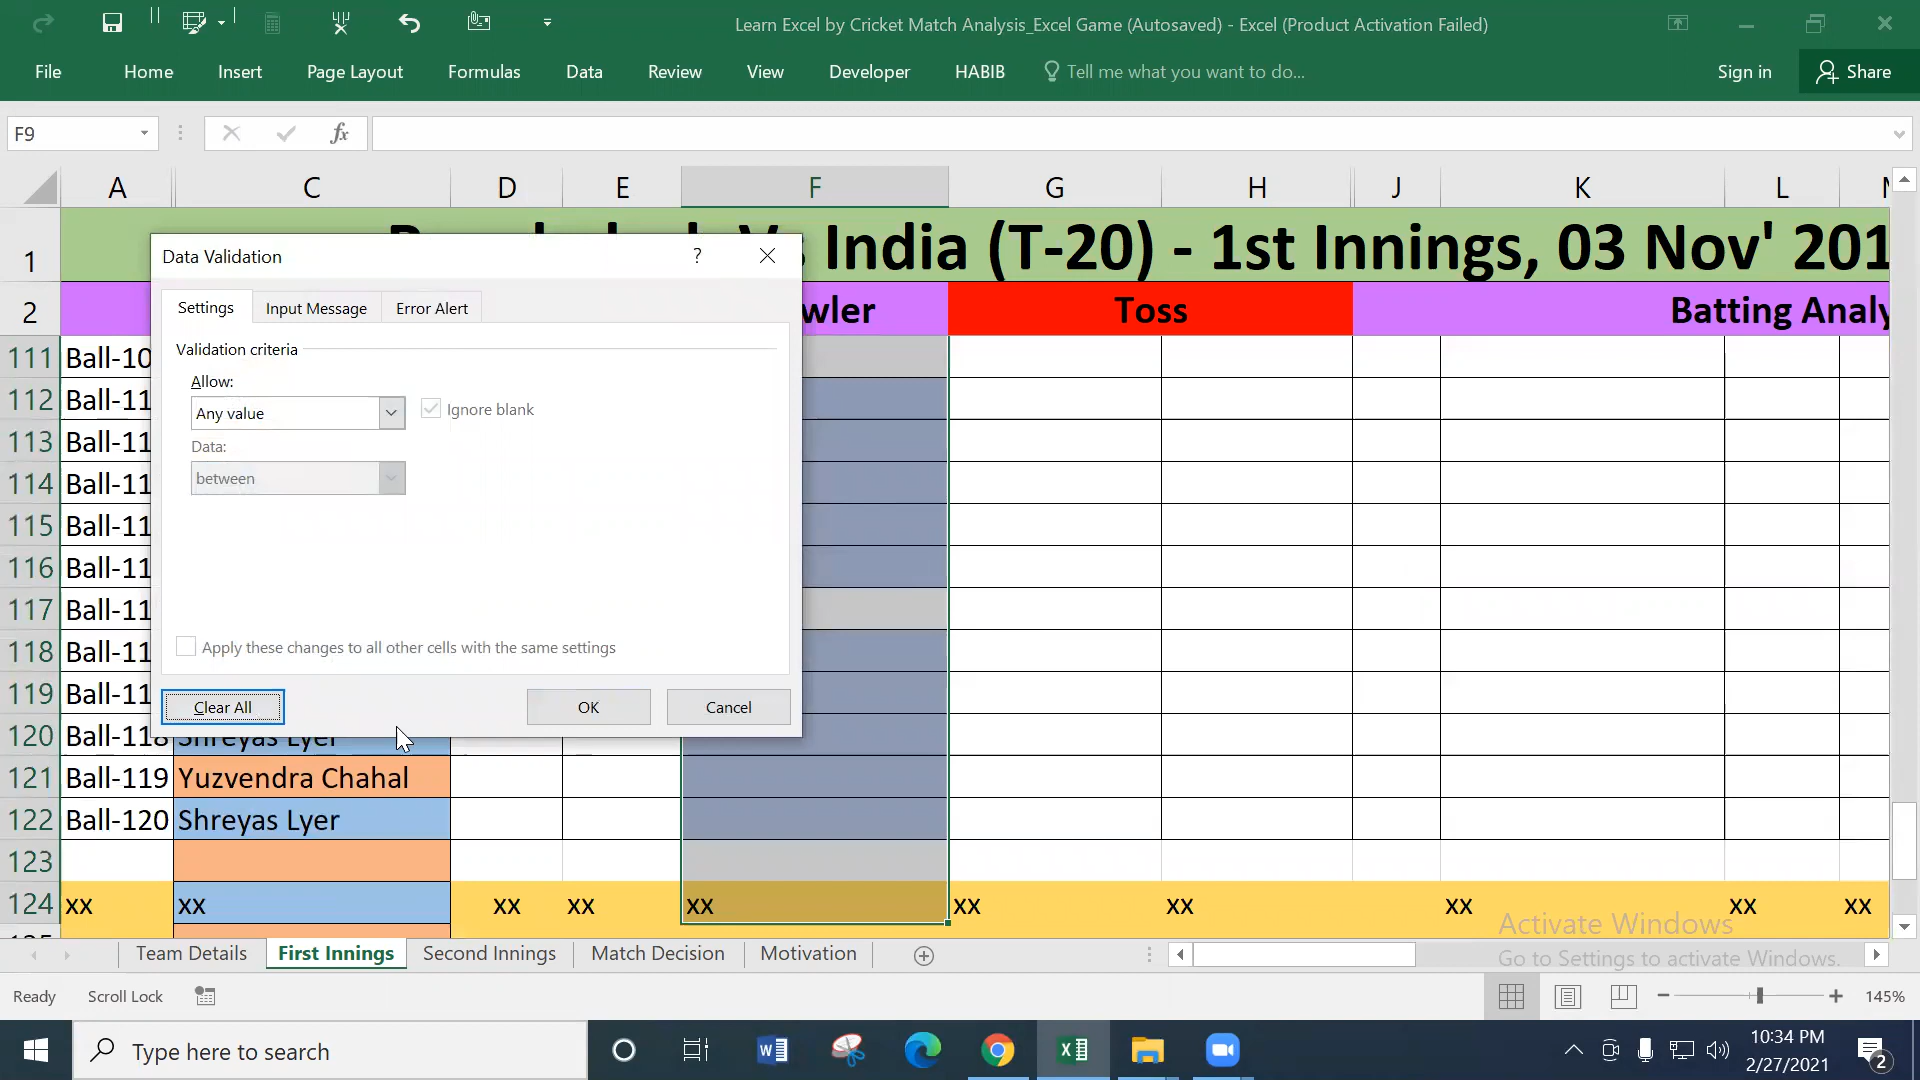 Learn Excel by Cricket Match Analysis_Excel Game (Autosaved) - Excel (Product Activation Failed)
File Home Insert Page Layout Formulas Data Review View Developer HABIB Tell me what you want to do... Sign in Share
F9 fx
A C D E F G H J K L
1 Vs India (T-20) - 1st Innings, 03 Nov' 201
2 wler Toss Batting Analy
Data Validation ?
Settings Input Message Error Alert
Validation criteria
Allow:
Any value Ignore blank
Data:
between
Apply these changes to all other cells with the same settings
Clear All OK Cancel
111 Ball-10
112 Ball-11
113 Ball-11
114 Ball-11
115 Ball-11
116 Ball-11
117 Ball-11
118 Ball-11
119 Ball-11
120 Ball-118 Shreyas Lyer
121 Ball-119 Yuzvendra Chahal
122 Ball-120 Shreyas Lyer
123
124 xx xx xx xx xx xx xx xx xx xx
Activate Windows
Go to Settings to activate Windows.
Team Details First Innings Second Innings Match Decision Motivation
Ready Scroll Lock 145%
Type here to search
10:34 PM
2/27/2021
2